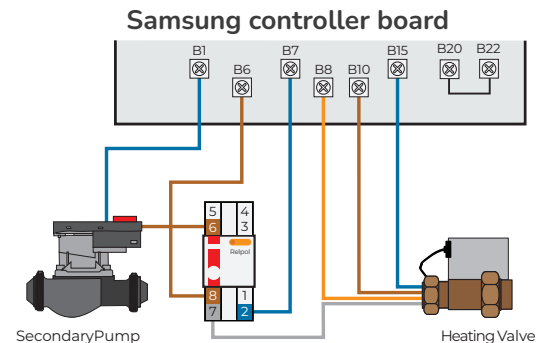 Samsung controller board
B1
B7
B15
B20
B22
B6
B8
B10
5
4
6
3
Relpol
8
1
7
2
SecondaryPump
Heating Valve